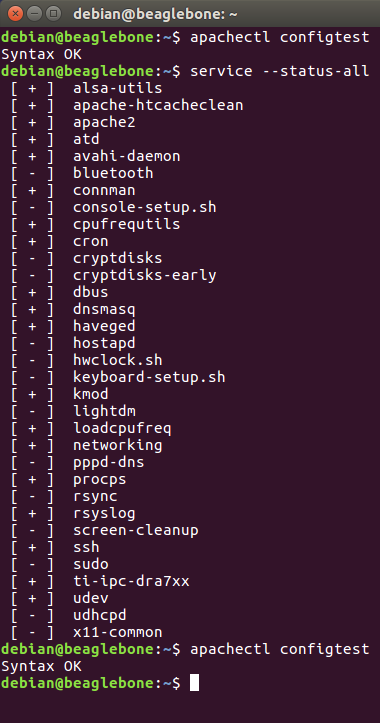 debian@beaglebone: ~
debian@beaglebone:~$ apachectl configtest
Syntax OK
debian@beaglebone:~$ service --status-all
[ + ]  alsa-utils
[ + ]  apache-htcacheclean
[ + ]  apache2
[ + ]  atd
[ + ]  avahi-daemon
[ - ]  bluetooth
[ + ]  connman
[ - ]  console-setup.sh
[ + ]  cpufrequtils
[ + ]  cron
[ - ]  cryptdisks
[ - ]  cryptdisks-early
[ + ]  dbus
[ + ]  dnsmasq
[ + ]  haveged
[ - ]  hostapd
[ - ]  hwclock.sh
[ - ]  keyboard-setup.sh
[ + ]  kmod
[ - ]  lightdm
[ + ]  loadcpufreq
[ + ]  networking
[ - ]  pppd-dns
[ + ]  procps
[ - ]  rsync
[ + ]  rsyslog
[ - ]  screen-cleanup
[ + ]  ssh
[ - ]  sudo
[ + ]  ti-ipc-dra7xx
[ + ]  udev
[ - ]  udhcpd
[ - ]  x11-common
debian@beaglebone:~$ apachectl configtest
Syntax OK
debian@beaglebone:~$